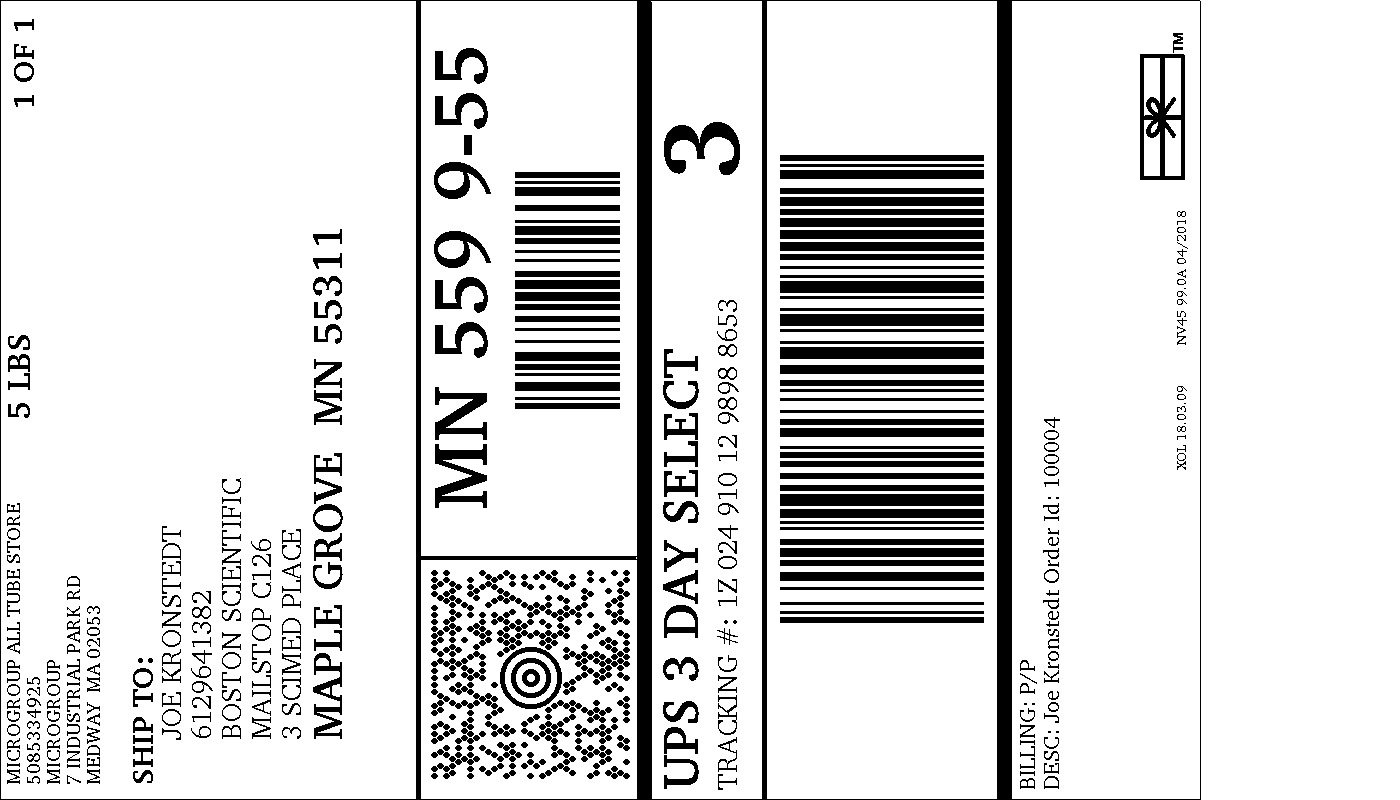 MICROGROUP ALL TUBE STORE 5 LBS 1 OF 1
5085334925
MICROGROUP
7 INDUSTRIAL PARK RD
MEDWAY MA 02053
SHIP TO:
JOE KRONSTEDT
6129641382
BOSTON SCIENTIFIC
MAILSTOP C126
3 SCIMED PLACE
MAPLE GROVE MN 55311
MN 559 9-55
UPS 3 DAY SELECT 3
TRACKING #: 1Z 024 910 12 9898 8653
BILLING: P/P
DESC: Joe Kronstedt Order Id: 100004
XOL 18.03.09 NV45 99.0A 04/2018
TM